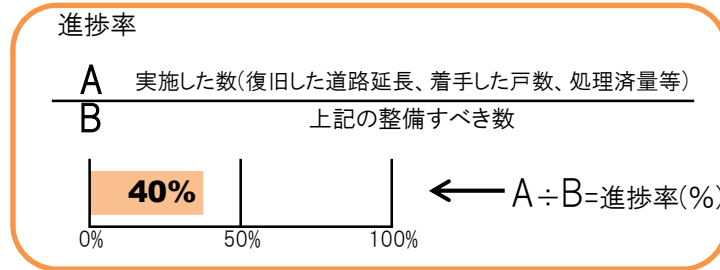 進捗率
A 実施した数(復旧した道路延長、着手した戸数、処理済量等)
B 上記の整備すべき数
40% A÷B=進捗率(%)
0% 50% 100%